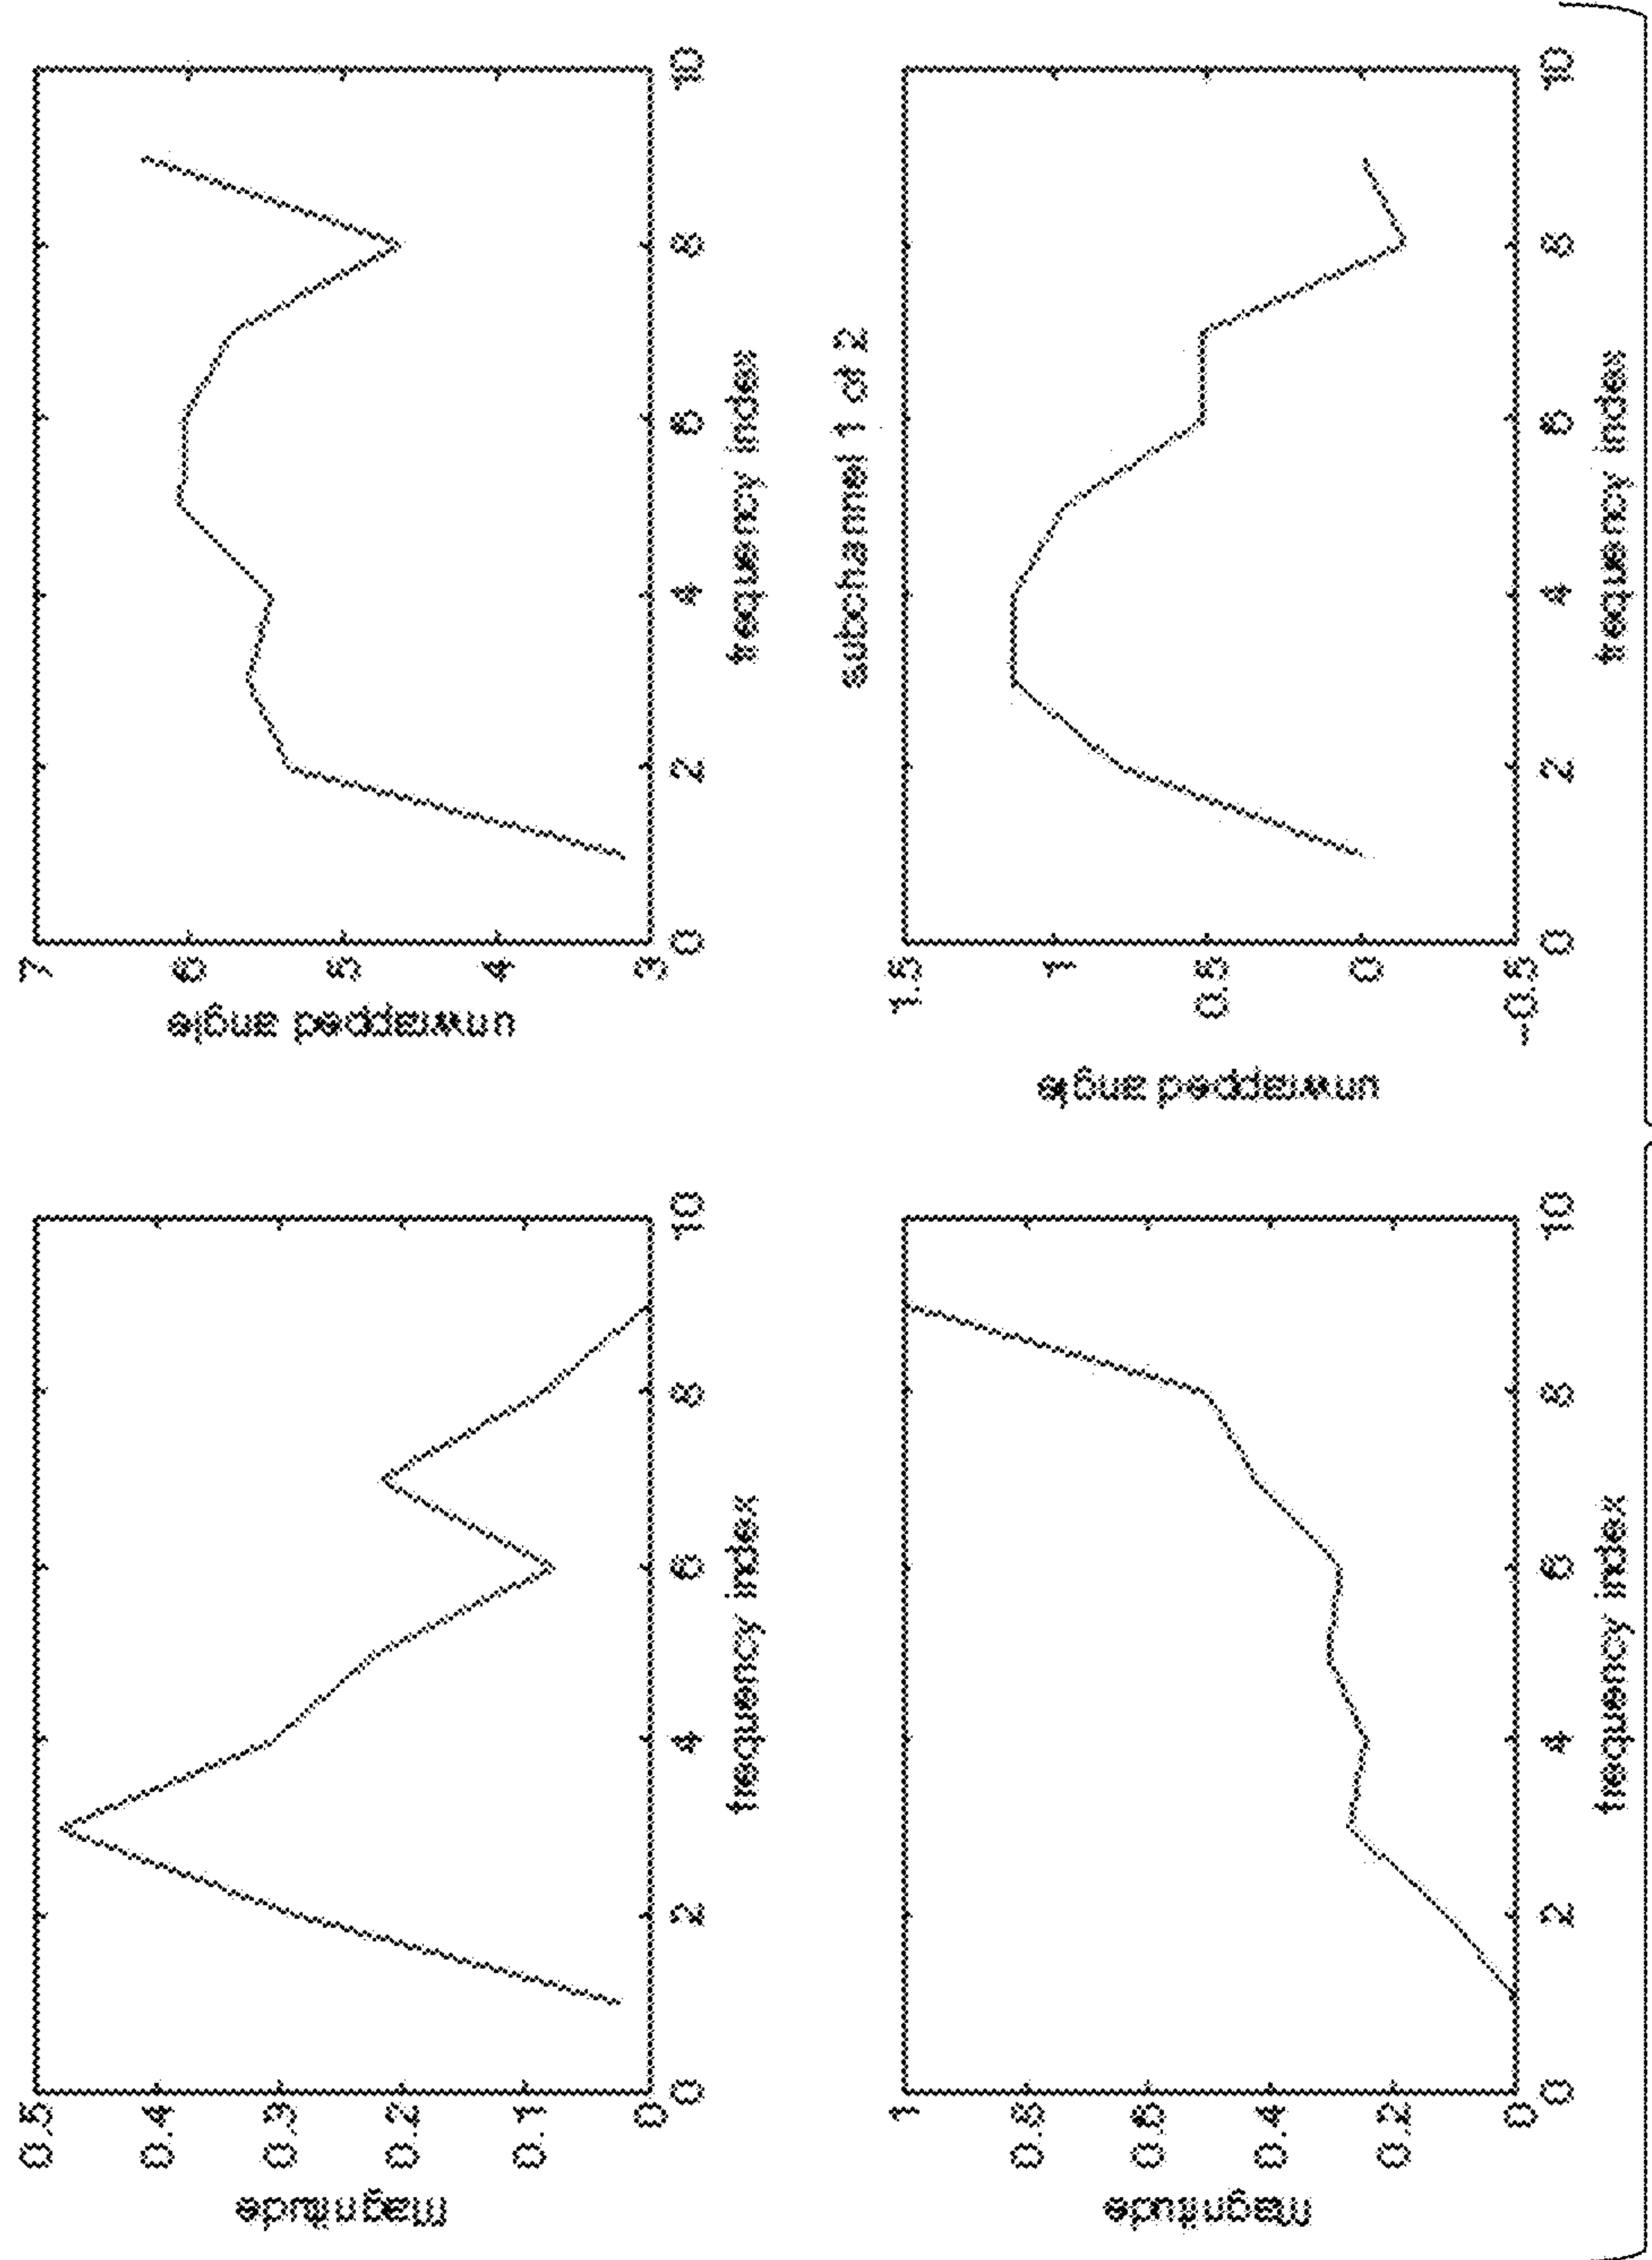 magnitude
0.5
0.4
0.3
0.2
0.1
0
0 2 4 6 8 10
frequency index
unwrapped angle
7
6
5
4
3
0 2 4 6 8 10
frequency index
magnitude
1
0.8
0.6
0.4
0.2
0
0 2 4 6 8 10
frequency index
subchannel 1 of 2
unwrapped angle
1.5
1
0.5
0
-0.5
0 2 4 6 8 10
frequency index